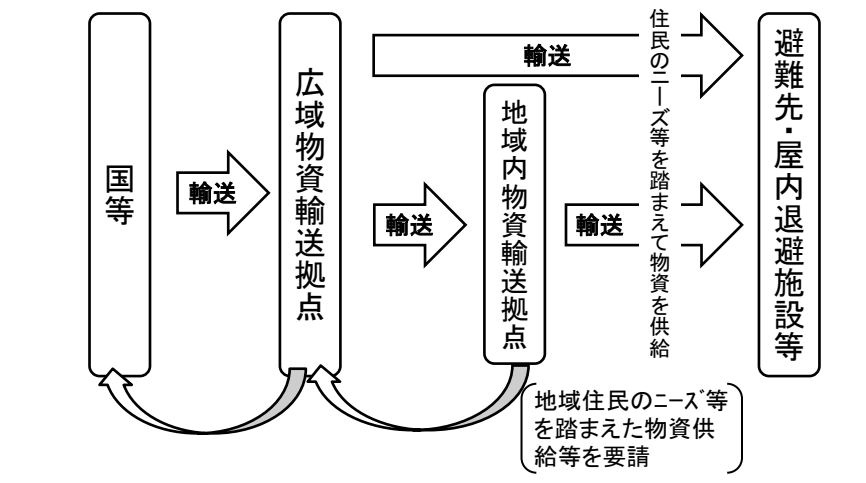 国等
輸送
広域物資輸送拠点
輸送
輸送
地域内物資輸送拠点
輸送
住民のニーズ等を踏まえて物資を供給
避難先・屋内退避施設等
地域住民のニーズ等
を踏まえた物資供
給等を要請